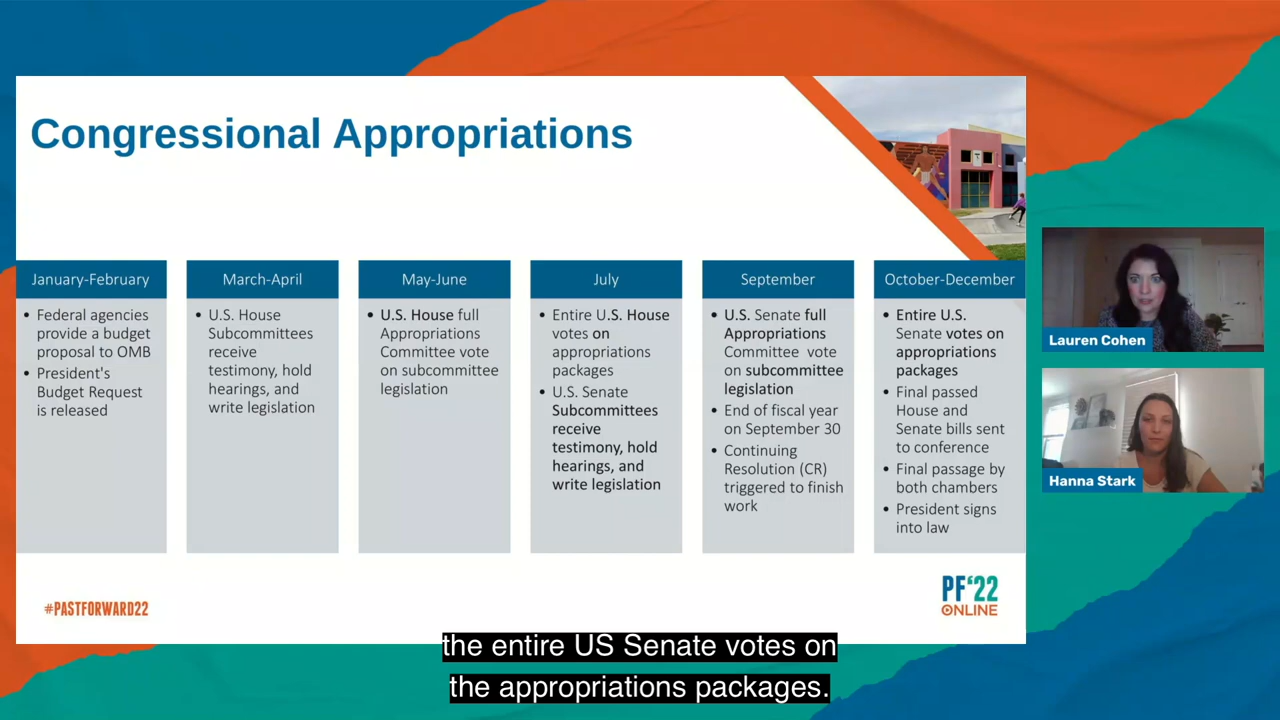 Congressional Appropriations
January-February
• Federal agencies
provide a budget
proposal to OMB
• President's
Budget Request
is released
March-April
• U.S. House
Subcommittees
receive
testimony, hold
hearings, and
write legislation
May-June
• U.S. House full
Appropriations
Committee vote
on subcommittee
legislation
July
• Entire U.S. House
votes on
appropriations
packages
• U.S. Senate
Subcommittees
receive
testimony, hold
hearings, and
write legislation
September
• U.S. Senate full
Appropriations
Committee vote
on subcommittee
legislation
• End of fiscal year
on September 30
• Continuing
Resolution (CR)
triggered to finish
work
October-December
• Entire U.S.
Senate votes on
appropriations
packages
• Final passed
House and
Senate bills sent
to conference
• Final passage by
both chambers
• President signs
into law
Lauren Cohen
Hanna Stark
#PASTFORWARD22
PF'22
ONLINE
the entire US Senate votes on
the appropriations packages.